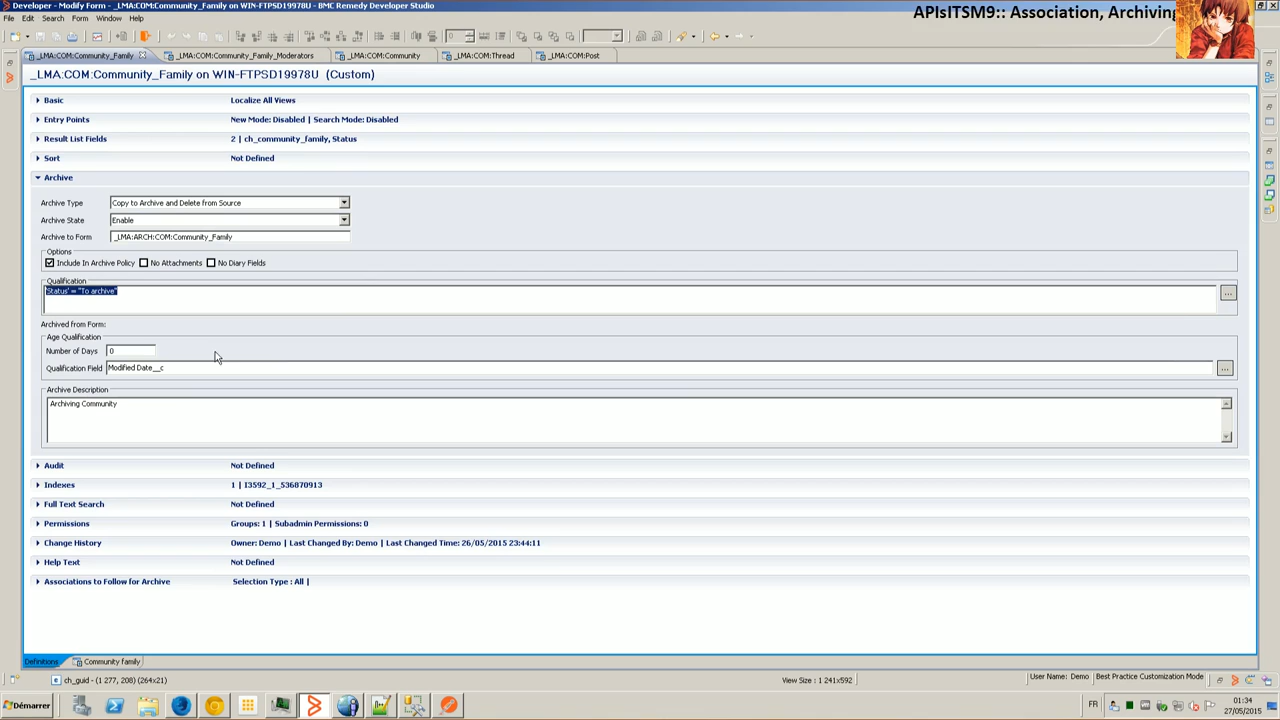 Developer - Modify Form - _LMA:COM:Community_Family on WIN-FTPSD19978U - BMC Remedy Developer Studio
APIsITSM9:: Association, Archiving
File Edit Search Form Window Help
_LMA:COM:Community_Family _LMA:COM:Community_Family_Moderators _LMA:COM:Community _LMA:COM:Thread _LMA:COM:Post
_LMA:COM:Community_Family on WIN-FTPSD19978U (Custom)
Basic Localize All Views
Entry Points New Mode: Disabled | Search Mode: Disabled
Result List Fields 2 | ch_community_family, Status
Sort Not Defined
Archive
Archive Type Copy to Archive and Delete from Source
Archive State Enable
Archive to Form _LMA:ARCH:COM:Community_Family
Options
Include In Archive Policy No Attachments No Diary Fields
Qualification
'Status' = "To archive"
...
Archived from Form:
Age Qualification
Number of Days 0
Qualification Field Modified Date__c ...
Archive Description
Archiving Community
Audit Not Defined
Indexes 1 | I3592_1_536870913
Full Text Search Not Defined
Permissions Groups: 1 | Subadmin Permissions: 0
Change History Owner: Demo | Last Changed By: Demo | Last Changed Time: 26/05/2015 23:44:11
Help Text Not Defined
Associations to Follow for Archive Selection Type : All |
Definitions Community family
ch_guid - (1 277, 208) (264x21) View Size : 1 241x592 User Name: Demo Best Practice Customization Mode
Démarrer FR 01:34
27/05/2015